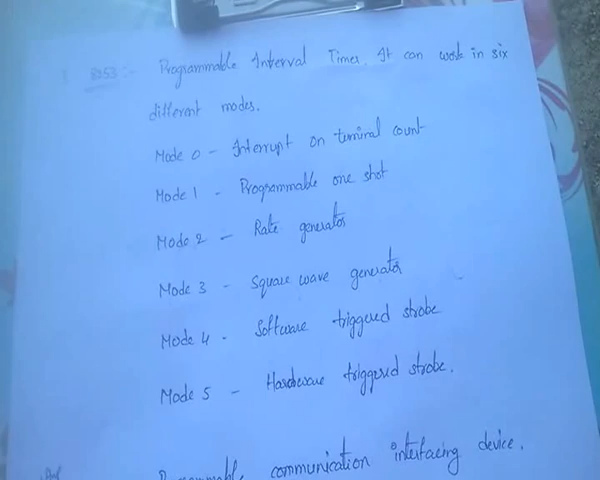 8253 :- Programmable Interval Timer. It can work in six
different modes.
Mode 0 - Interrupt on terminal count
Mode 1 - Programmable one shot
Mode 2 - Rate generator
Mode 3 - Square wave generator
Mode 4 - Software triggered strobe
Mode 5 - Hardware triggered strobe.
Programmable communication interfacing device.